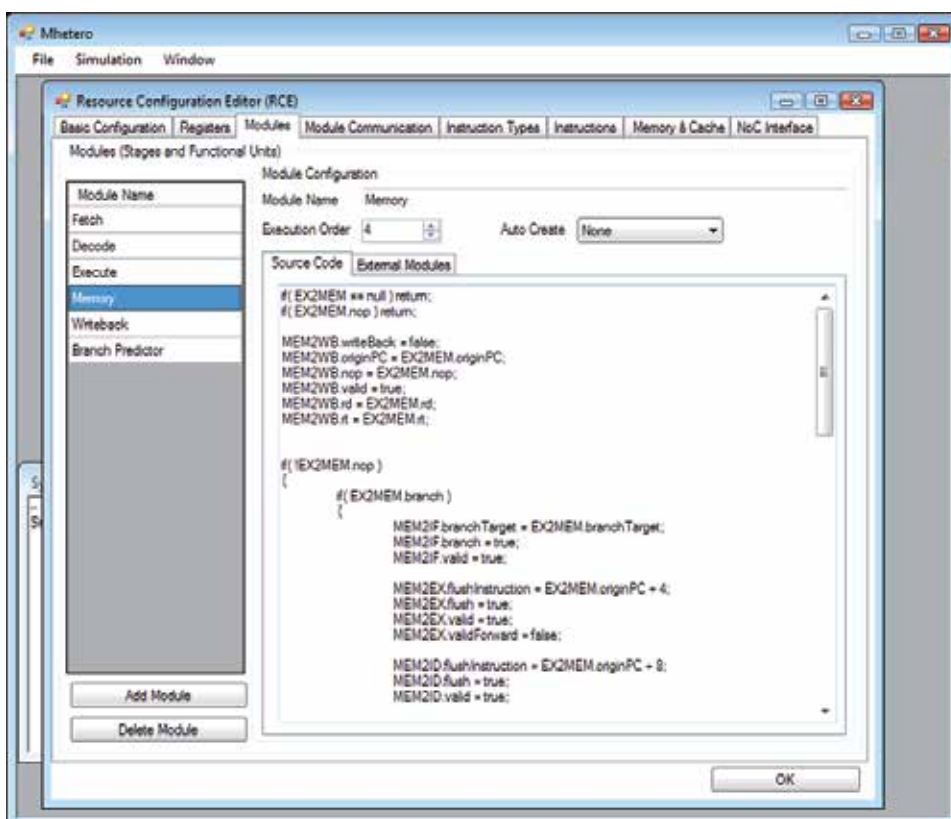 Mhetero
File Simulation Window
Resource Configuration Editor (RCE)
Basic Configuration Registers Modules Module Communication Instruction Types Instructions Memory & Cache NoC Interface
Modules (Stages and Functional Units)
Module Configuration
Module Name
Fetch
Decode
Execute
Memory
Writeback
Branch Predictor
Add Module
Delete Module
Module Name Memory
Execution Order 4 Auto Create None
Source Code External Modules
if( EX2MEM == null ) return;
if( EX2MEM.nop ) return;
MEM2WB.writeBack = false;
MEM2WB.originPC = EX2MEM.originPC;
MEM2WB.nop = EX2MEM.nop;
MEM2WB.valid = true;
MEM2WB.rd = EX2MEM.rd;
MEM2WB.rt = EX2MEM.rt;
if( !EX2MEM.nop )
{
if( EX2MEM.branch )
{
MEM2IF.branchTarget = EX2MEM.branchTarget;
MEM2IF.branch = true;
MEM2IF.valid = true;
MEM2EX.flushInstruction = EX2MEM.originPC + 4;
MEM2EX.flush = true;
MEM2EX.valid = true;
MEM2EX.validForward = false;
MEM2ID.flushInstruction = EX2MEM.originPC + 8;
MEM2ID.flush = true;
MEM2ID.valid = true;
OK